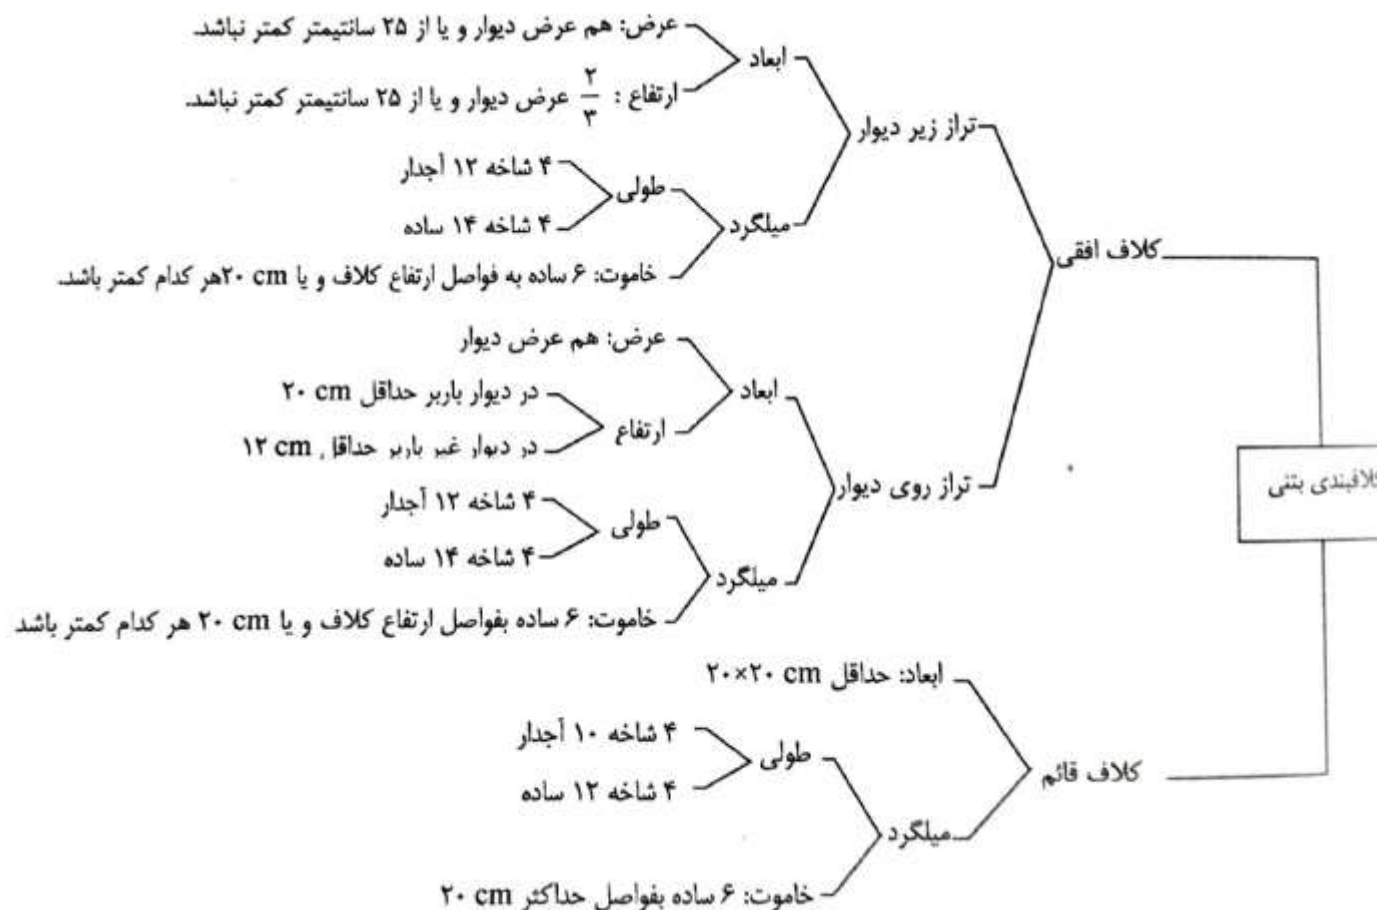 عرض: هم عرض دیوار و یا از ۲۵ سانتیمتر کمتر نباشد.
ابعاد
ارتفاع : ۲/۳ عرض دیوار و یا از ۲۵ سانتیمتر کمتر نباشد.
تراز زیر دیوار
۴ شاخه ۱۲ آجدار
طولی
۴ شاخه ۱۴ ساده
میلگرد
خاموت: ۶ ساده به فواصل ارتفاع کلاف و یا ۲۰ cm هر کدام کمتر باشد.
کلاف افقی
عرض: هم عرض دیوار
ابعاد
در دیوار باربر حداقل ۲۰ cm
ارتفاع
در دیوار غیر باربر حداقل ۱۲ cm
تراز روی دیوار
۴ شاخه ۱۲ آجدار
طولی
۴ شاخه ۱۴ ساده
میلگرد
خاموت: ۶ ساده بفواصل ارتفاع کلاف و یا ۲۰ cm هر کدام کمتر باشد
کلافبندی بتنی
ابعاد: حداقل ۲۰×۲۰ cm
۴ شاخه ۱۰ آجدار
طولی
۴ شاخه ۱۲ ساده
کلاف قائم
میلگرد
خاموت: ۶ ساده بفواصل حداکثر ۲۰ cm